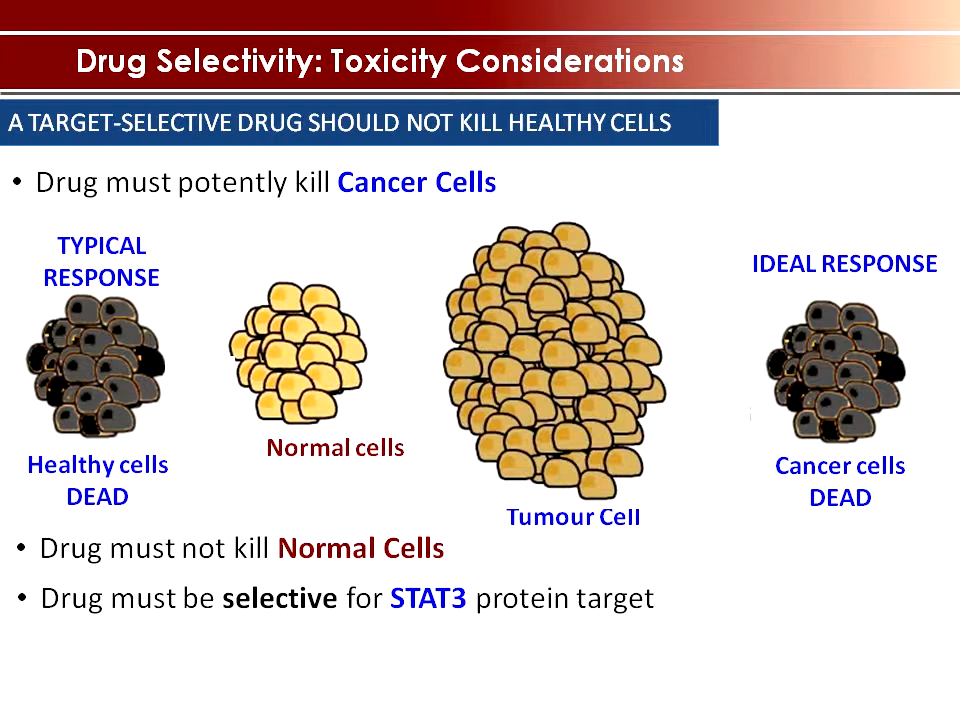 Drug Selectivity: Toxicity Considerations
A TARGET-SELECTIVE DRUG SHOULD NOT KILL HEALTHY CELLS
• Drug must potently kill Cancer Cells
TYPICAL
RESPONSE
IDEAL RESPONSE
Normal cells
Healthy cells
DEAD
Cancer cells
DEAD
Tumour Cell
• Drug must not kill Normal Cells
• Drug must be selective for STAT3 protein target